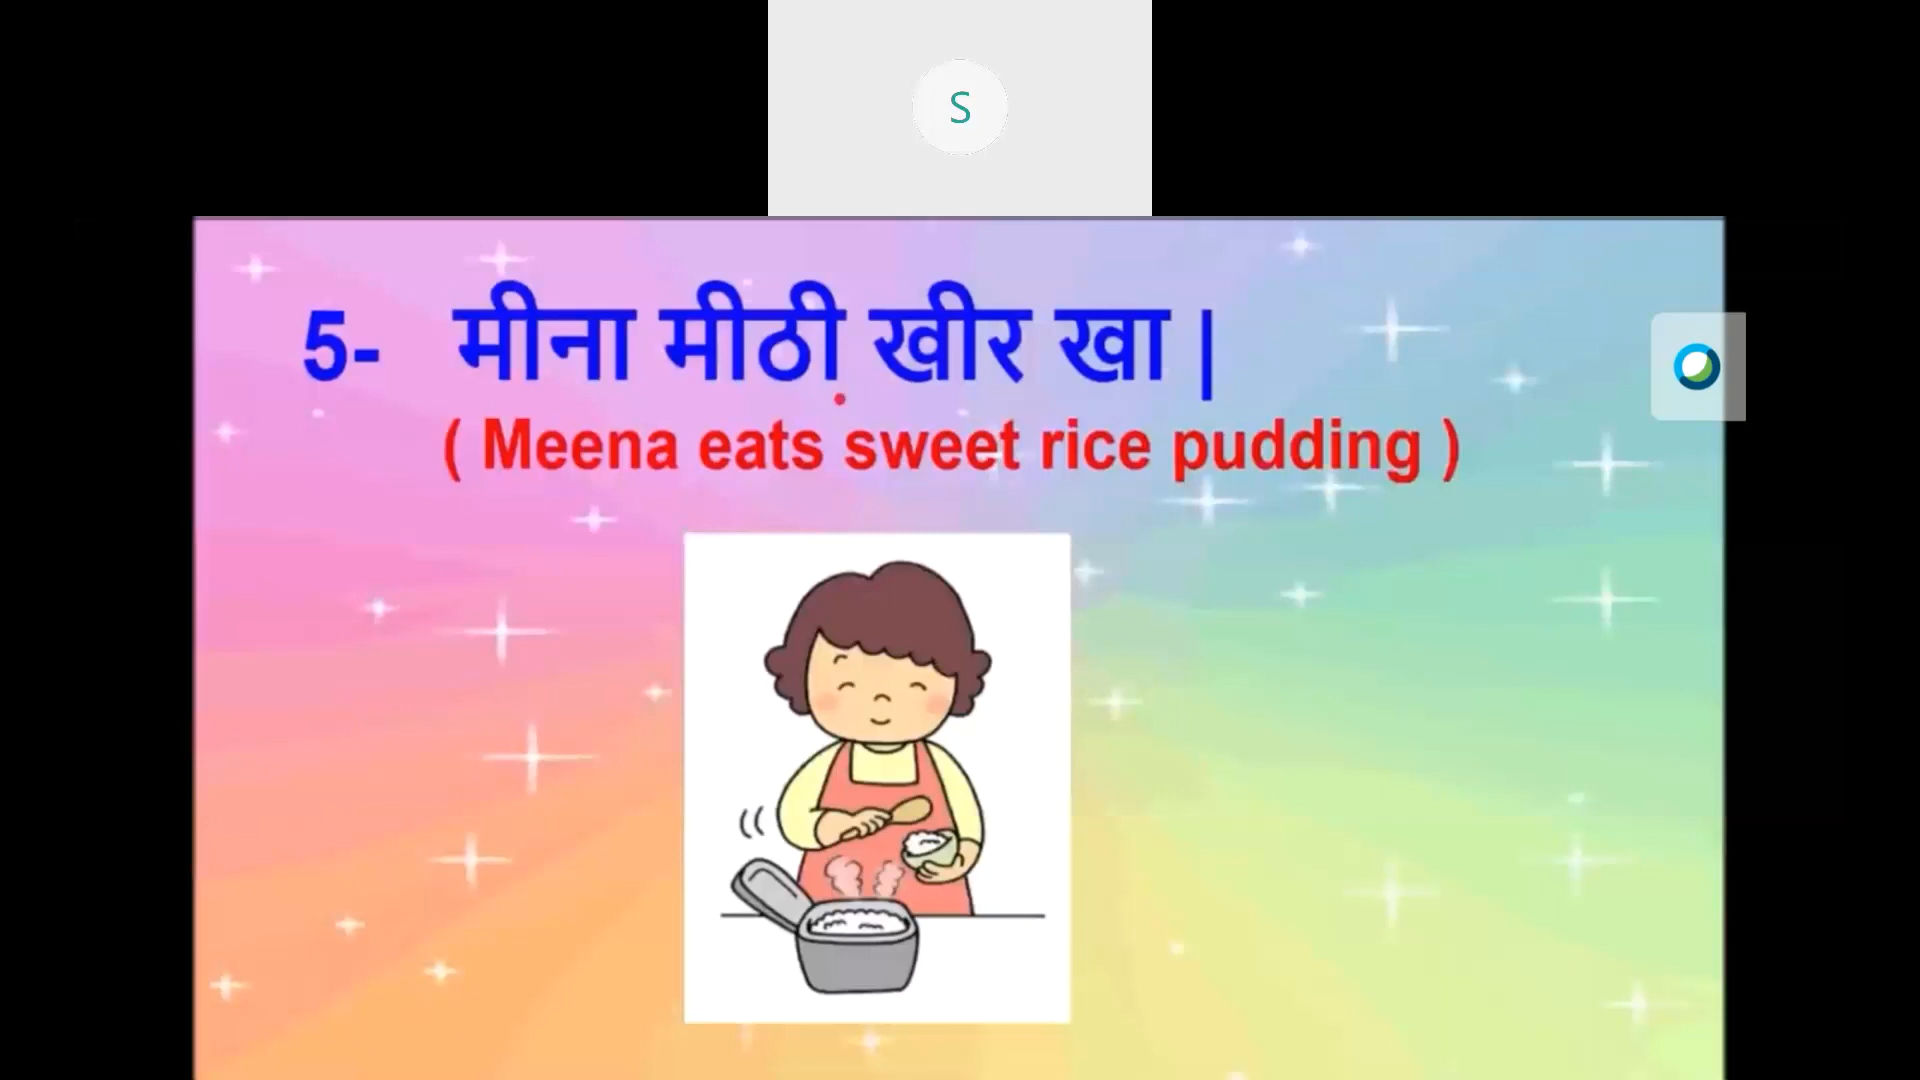 S
5- मीना मीठी खीर खा |
( Meena eats sweet rice pudding )